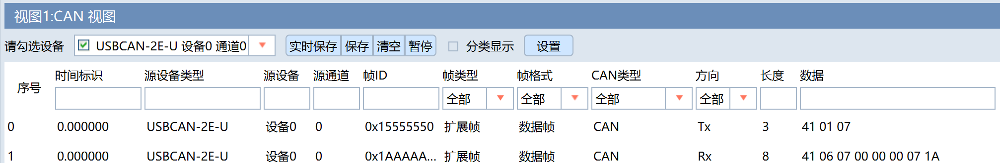 视图1:CAN 视图
请勾选设备 USBCAN-2E-U 设备0 通道0 实时保存 保存 清空 暂停 分类显示 设置
序号 时间标识 源设备类型 源设备 源通道 帧ID 帧类型 帧格式 CAN类型 方向 长度 数据
全部 全部 全部 全部
0 0.000000 USBCAN-2E-U 设备0 0 0x15555550 扩展帧 数据帧 CAN Tx 3 41 01 07
1 0.000000 USBCAN-2E-U 设备0 0 0x1AAAAA... 扩展帧 数据帧 CAN Rx 8 41 06 07 00 00 00 07 1A